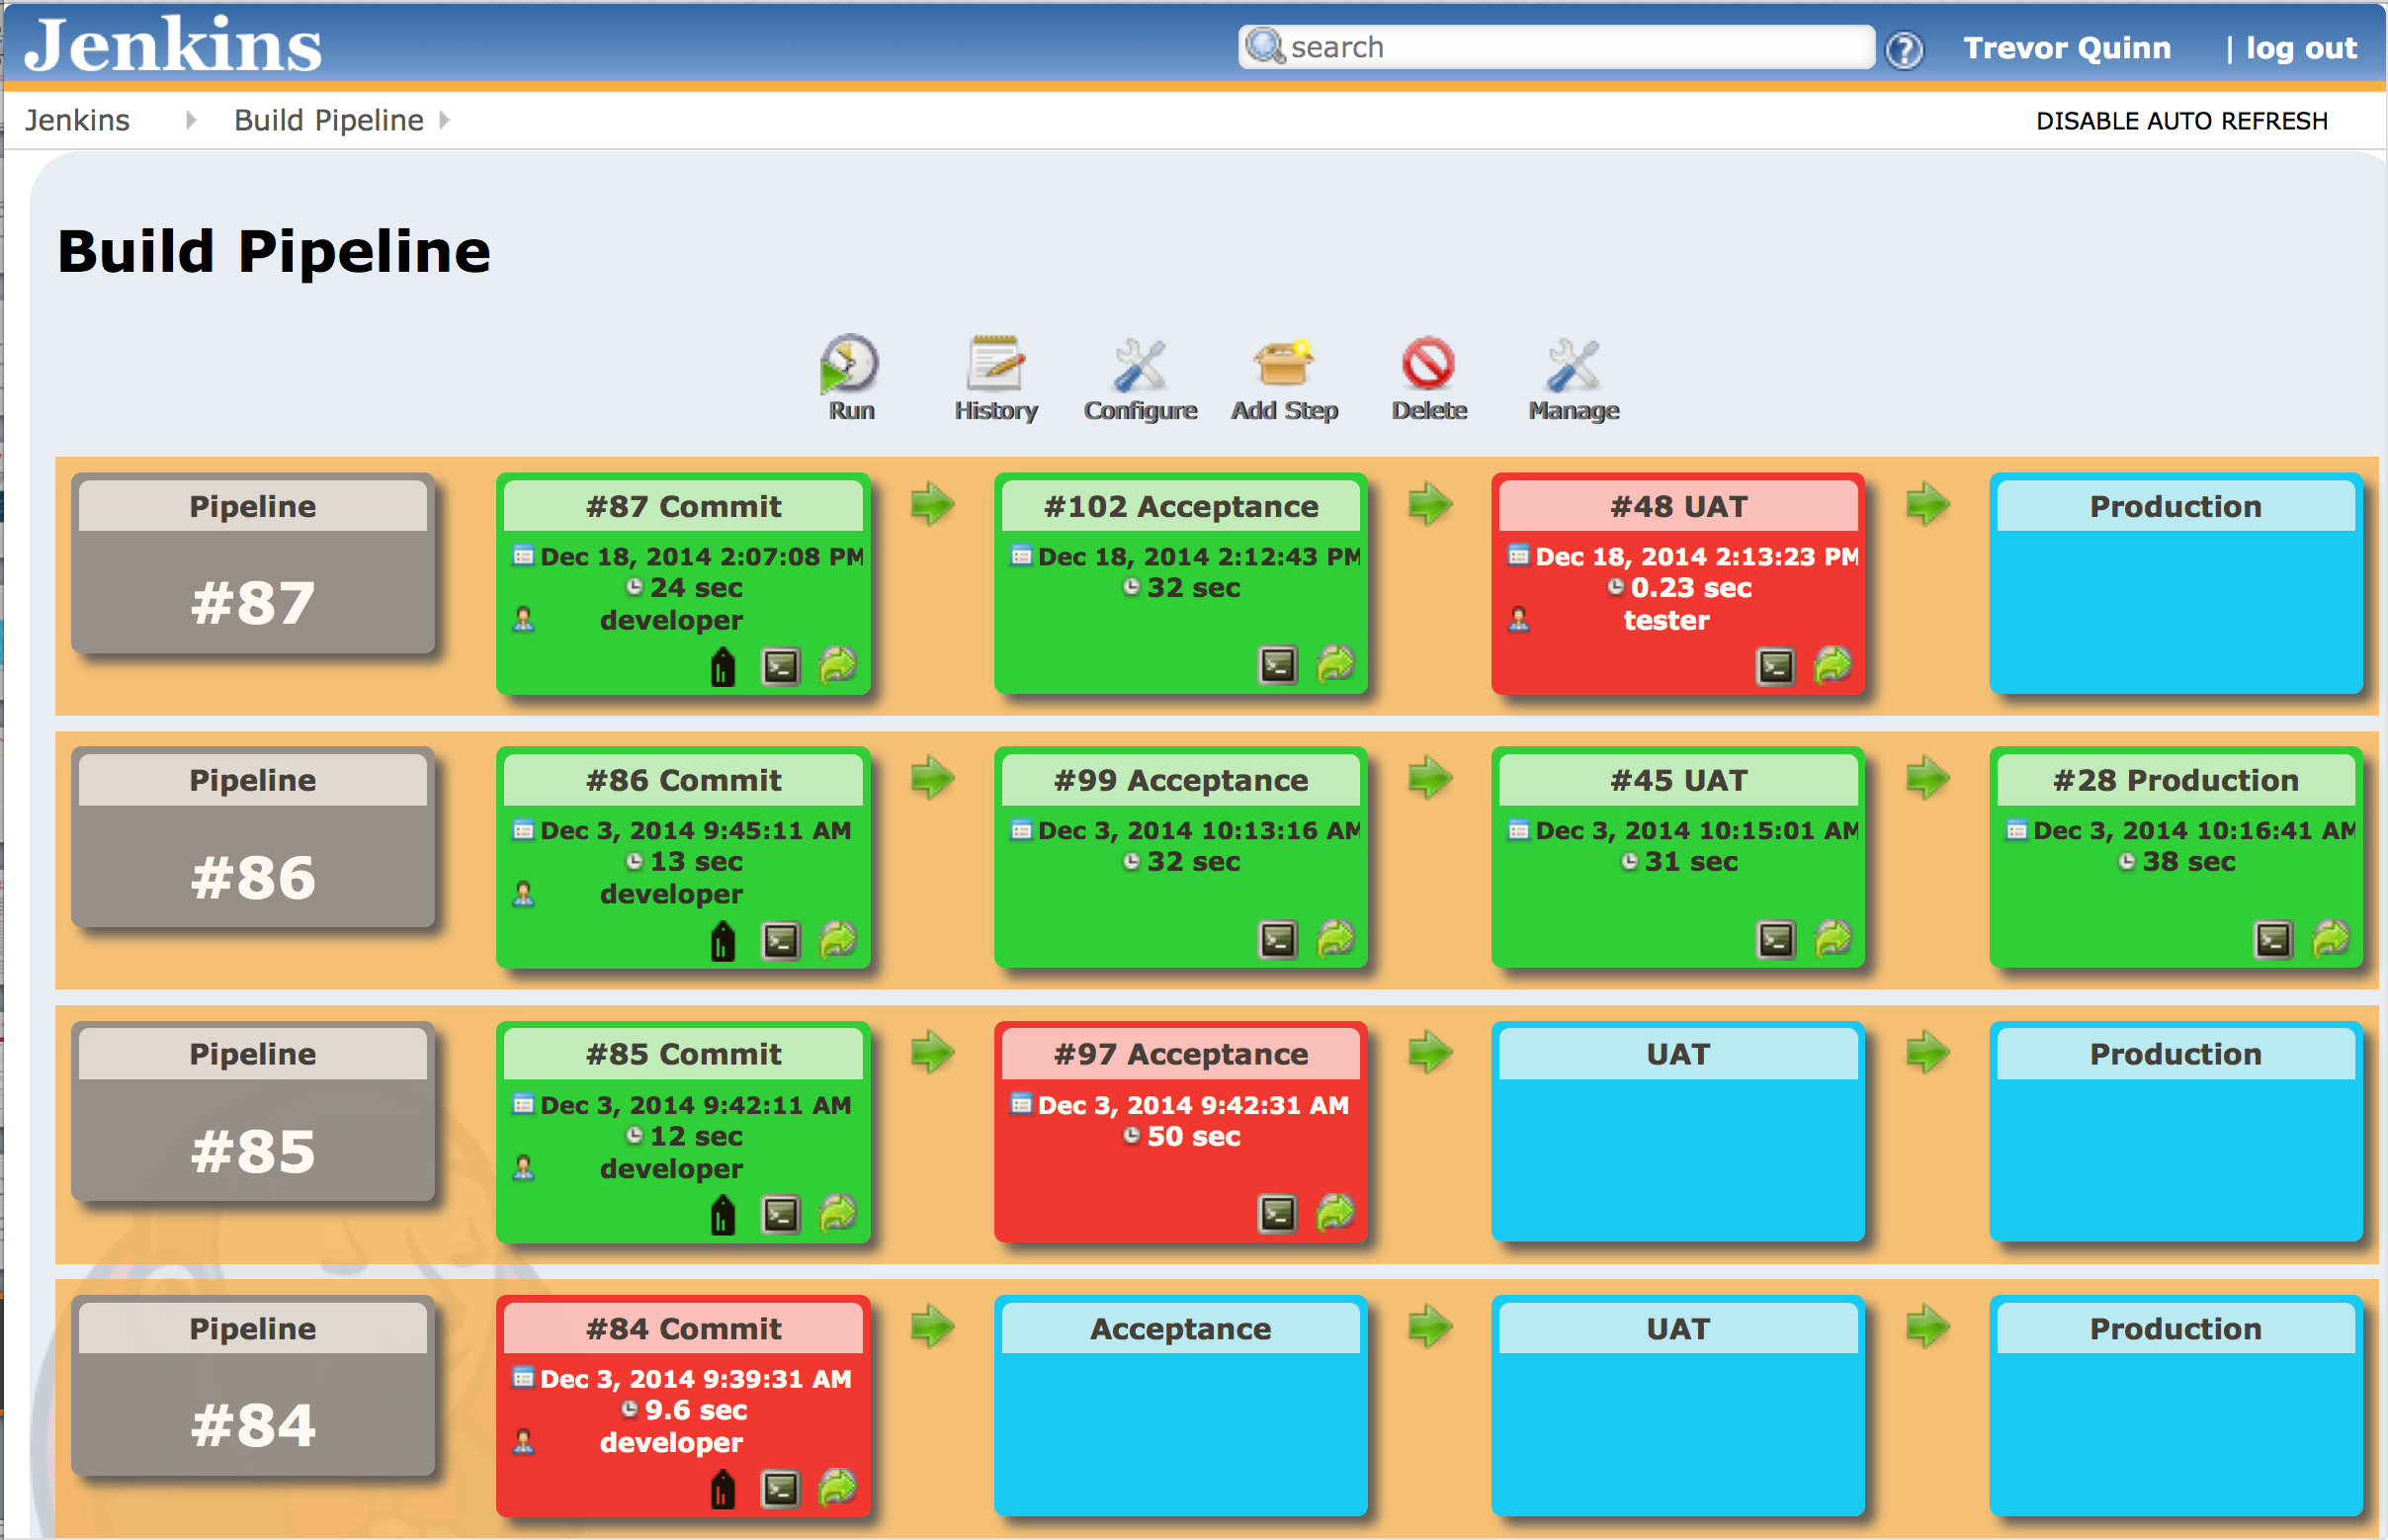 Jenkins
search
Trevor Quinn | log out
Jenkins Build Pipeline
DISABLE AUTO REFRESH
Build Pipeline
Run History Configure Add Step Delete Manage
Pipeline
#87
#87 Commit
Dec 18, 2014 2:07:08 PM
24 sec
developer
#102 Acceptance
Dec 18, 2014 2:12:43 PM
32 sec
#48 UAT
Dec 18, 2014 2:13:23 PM
0.23 sec
tester
Production
Pipeline
#86
#86 Commit
Dec 3, 2014 9:45:11 AM
13 sec
developer
#99 Acceptance
Dec 3, 2014 10:13:16 AM
32 sec
#45 UAT
Dec 3, 2014 10:15:01 AM
31 sec
#28 Production
Dec 3, 2014 10:16:41 AM
38 sec
Pipeline
#85
#85 Commit
Dec 3, 2014 9:42:11 AM
12 sec
developer
#97 Acceptance
Dec 3, 2014 9:42:31 AM
50 sec
UAT
Production
Pipeline
#84
#84 Commit
Dec 3, 2014 9:39:31 AM
9.6 sec
developer
Acceptance
UAT
Production